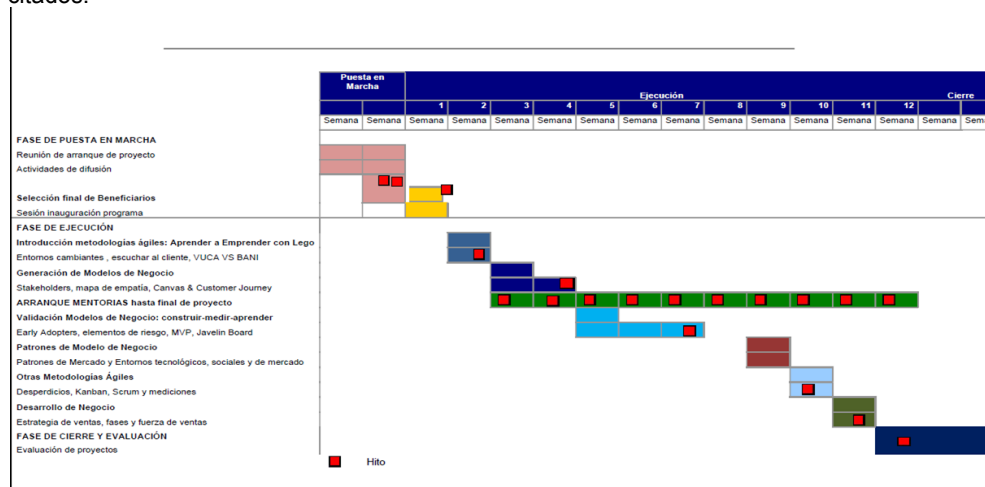 citados.
Puesta en
Marcha
Ejecución
Cierre
1 2 3 4 5 6 7 8 9 10 11 12
Semana Semana Semana Semana Semana Semana Semana Semana Semana Semana Semana Semana Semana Semana Semana
FASE DE PUESTA EN MARCHA
Reunión de arranque de proyecto
Actividades de difusión
Selección final de Beneficiarios
Sesión inauguración programa
FASE DE EJECUCIÓN
Introducción metodologías ágiles: Aprender a Emprender con Lego
Entornos cambiantes , escuchar al cliente, VUCA VS BANI
Generación de Modelos de Negocio
Stakeholders, mapa de empatía, Canvas & Customer Journey
ARRANQUE MENTORIAS hasta final de proyecto
Validación Modelos de Negocio: construir-medir-aprender
Early Adopters, elementos de riesgo, MVP, Javelin Board
Patrones de Modelo de Negocio
Patrones de Mercado y Entornos tecnológicos, sociales y de mercado
Otras Metodologías Ágiles
Desperdicios, Kanban, Scrum y mediciones
Desarrollo de Negocio
Estrategia de ventas, fases y fuerza de ventas
FASE DE CIERRE Y EVALUACIÓN
Evaluación de proyectos
Hito